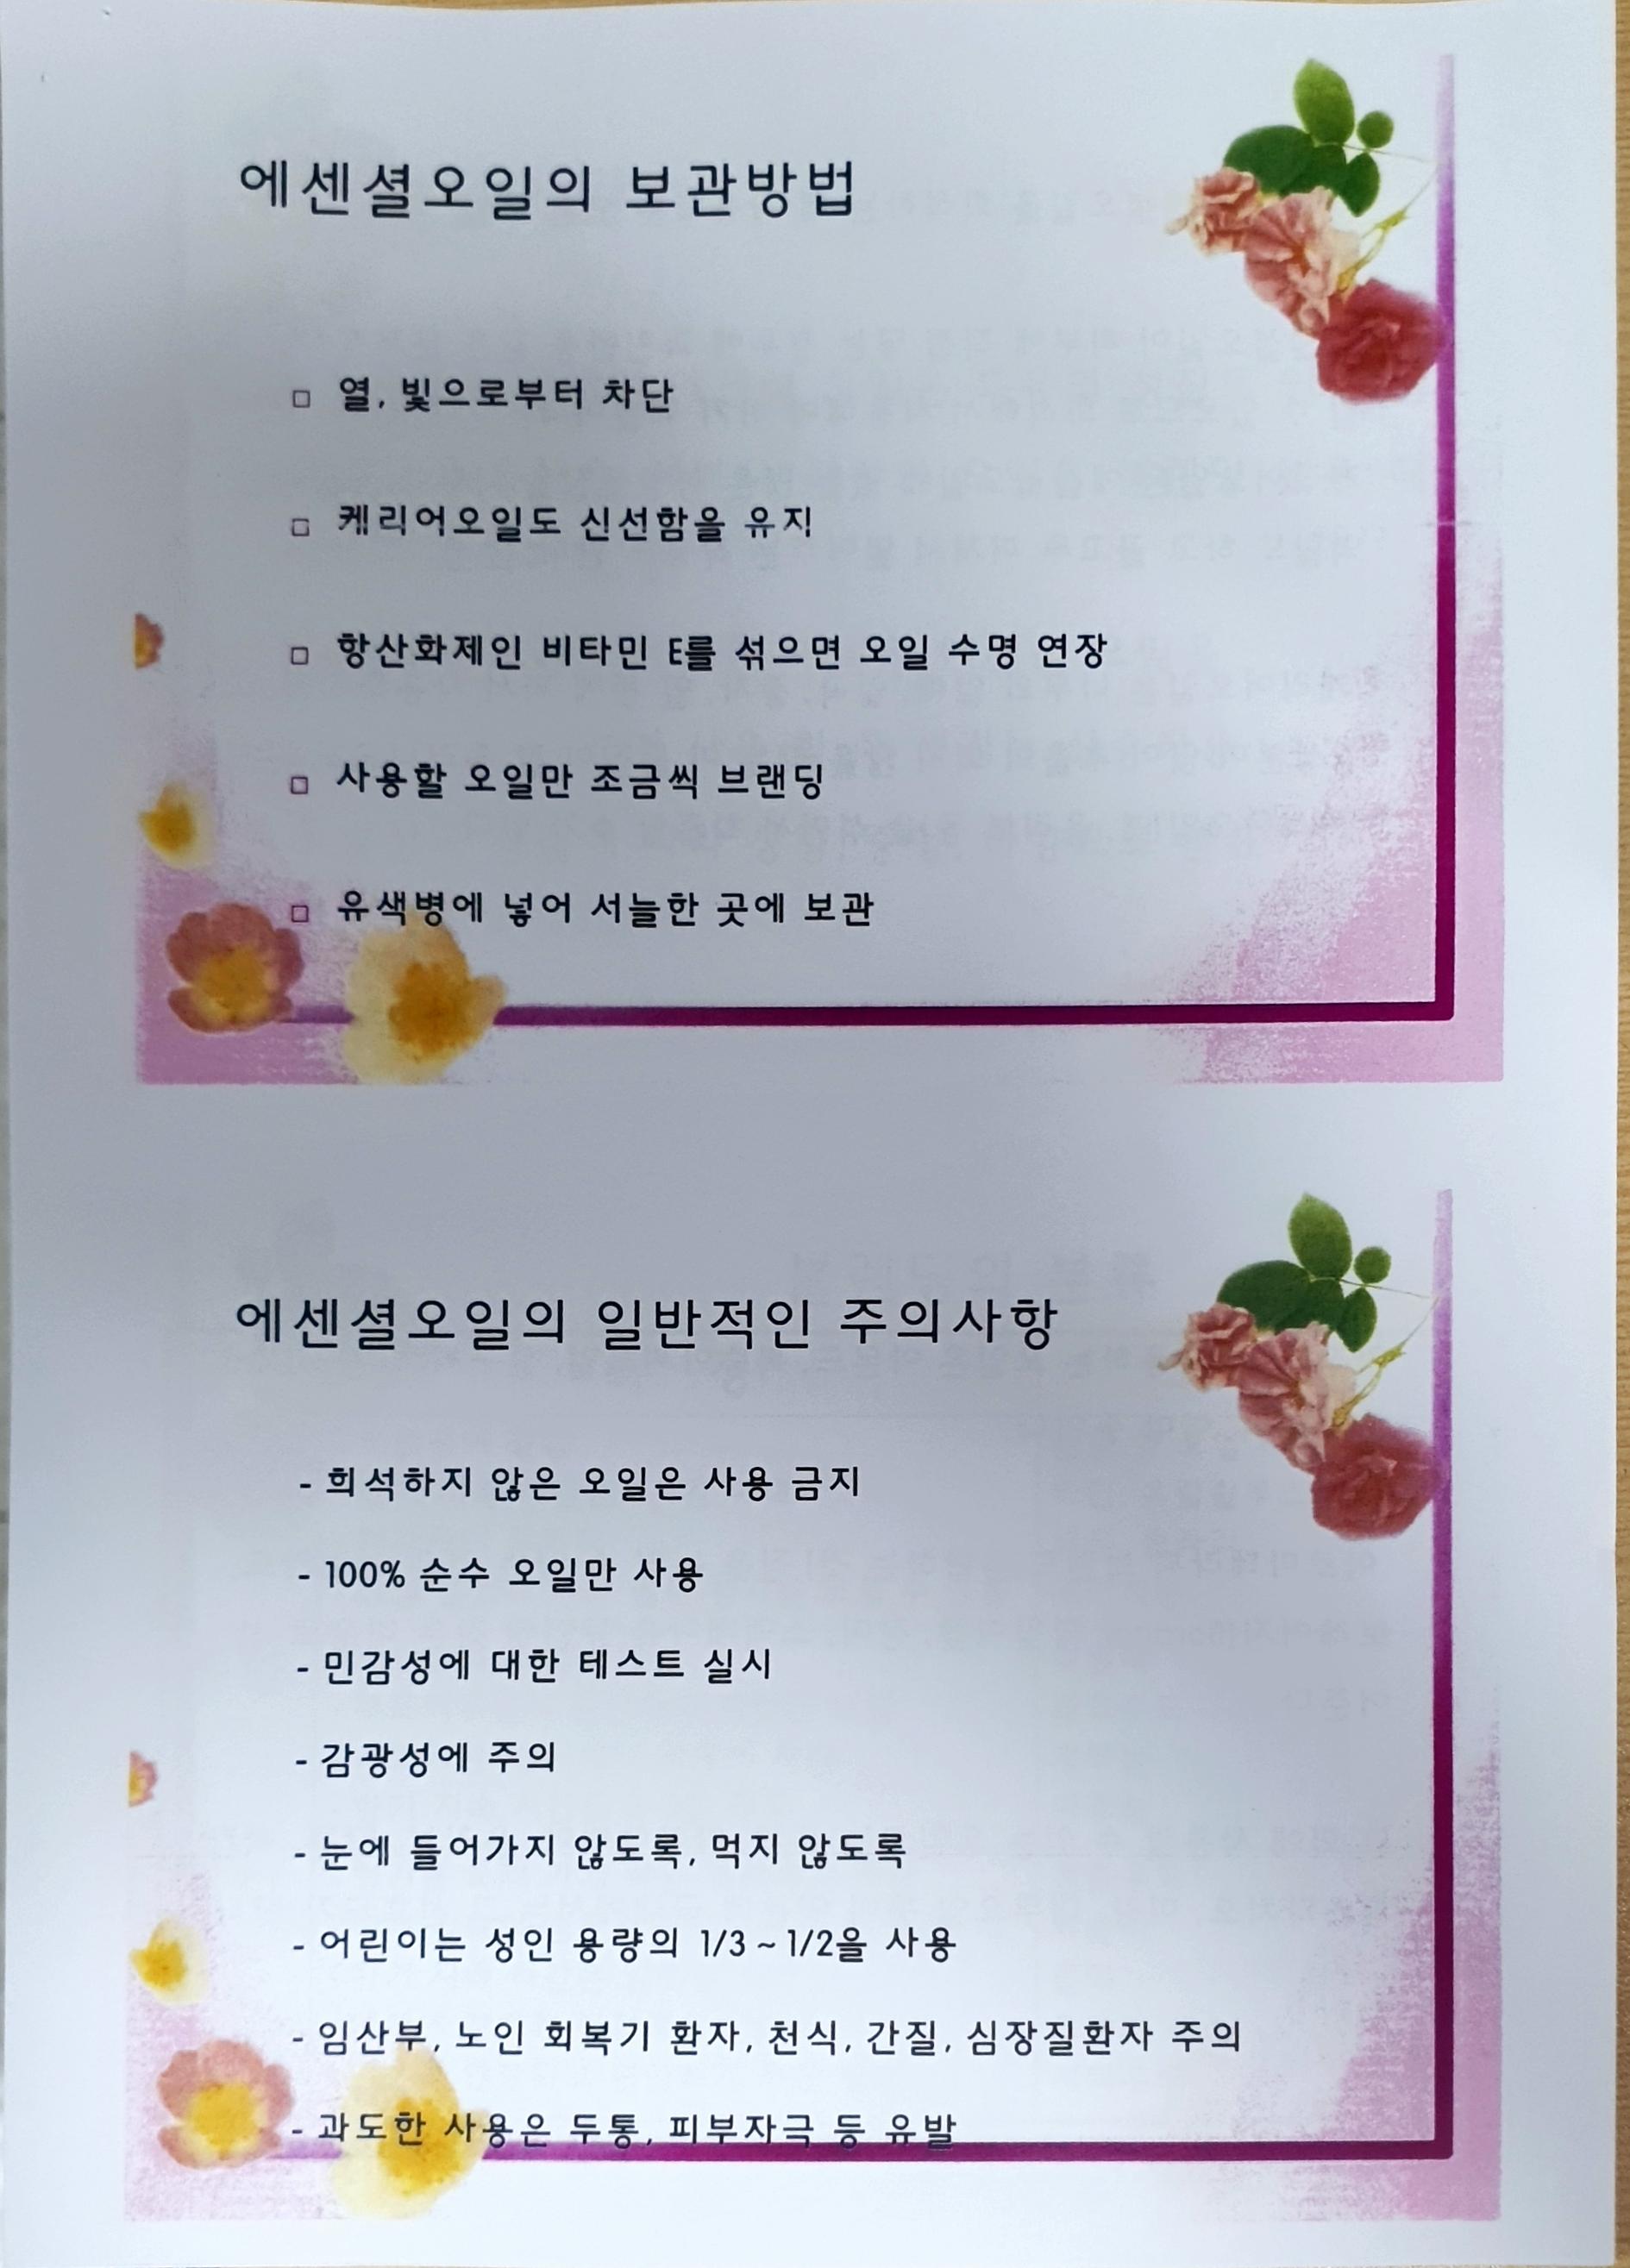 에센셜오일의 보관방법
□ 열, 빛으로부터 차단
□ 케리어오일도 신선함을 유지
□ 항산화제인 비타민 E를 섞으면 오일 수명 연장
□ 사용할 오일만 조금씩 브랜딩
□ 유색병에 넣어 서늘한 곳에 보관
에센셜오일의 일반적인 주의사항
- 희석하지 않은 오일은 사용 금지
- 100% 순수 오일만 사용
- 민감성에 대한 테스트 실시
- 감광성에 주의
- 눈에 들어가지 않도록, 먹지 않도록
- 어린이는 성인 용량의 1/3 ~ 1/2을 사용
- 임산부, 노인 회복기 환자, 천식, 간질, 심장질환자 주의
- 과도한 사용은 두통, 피부자극 등 유발